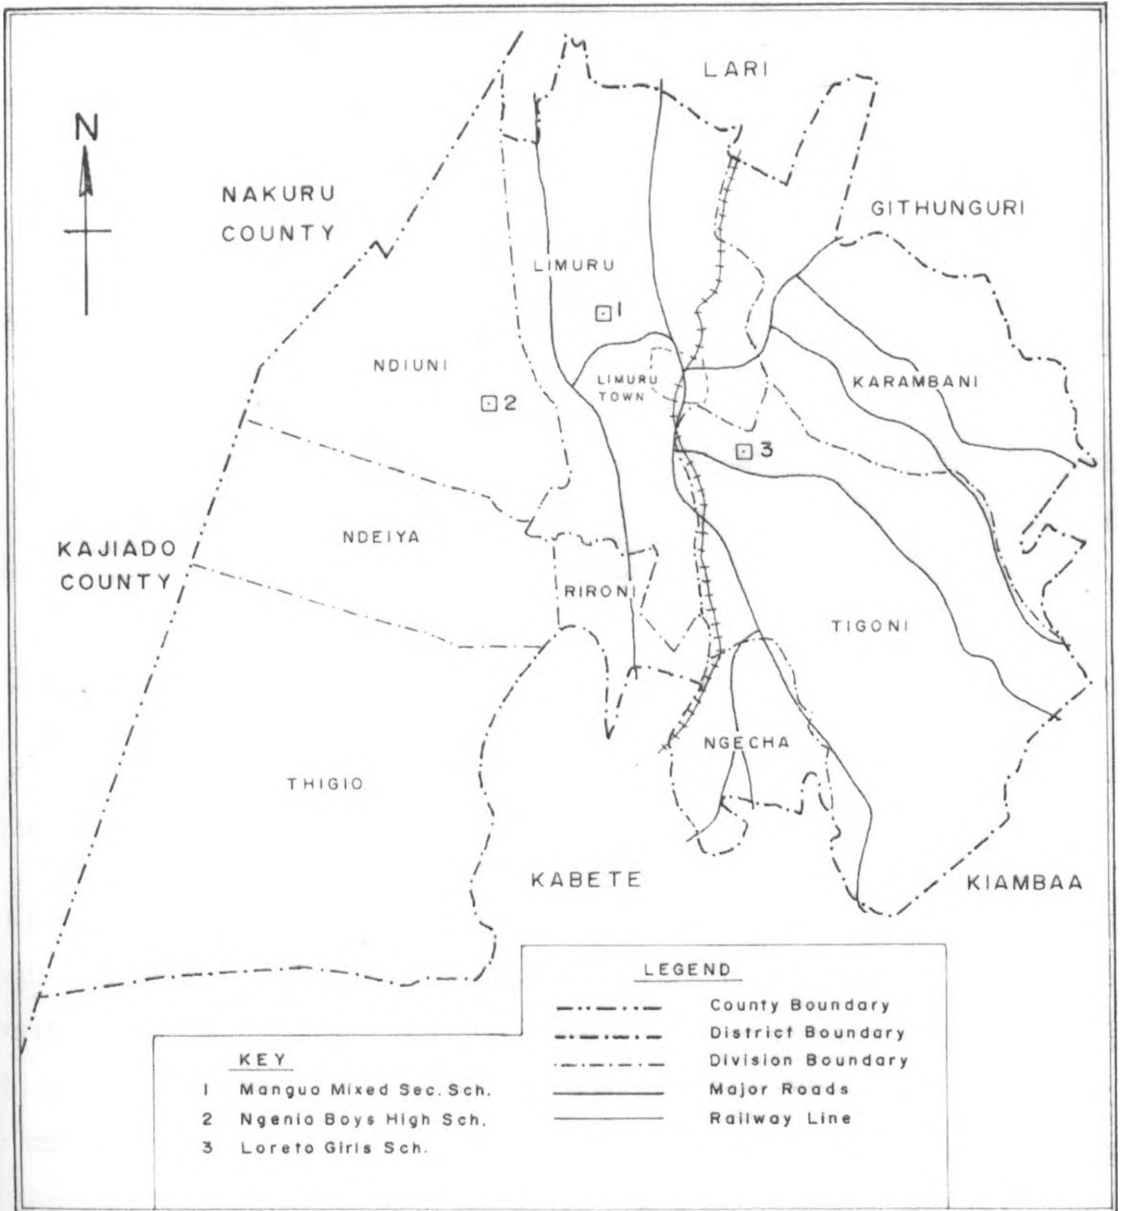 LARI
N
NAKURU
COUNTY
GITHUNGURI
LIMURU
1
NDIUNI
LIMURU
TOWN
KARAMBANI
2
3
KAJIADO
COUNTY
NDEIYA
RIRONI
TIGONI
NGECHA
THIGIO
KABETE
KIAMBAA
LEGEND
County Boundary
District Boundary
Division Boundary
Major Roads
Railway Line
KEY
1 Manguo Mixed Sec. Sch.
2 Ngenia Boys High Sch.
3 Loreto Girls Sch.